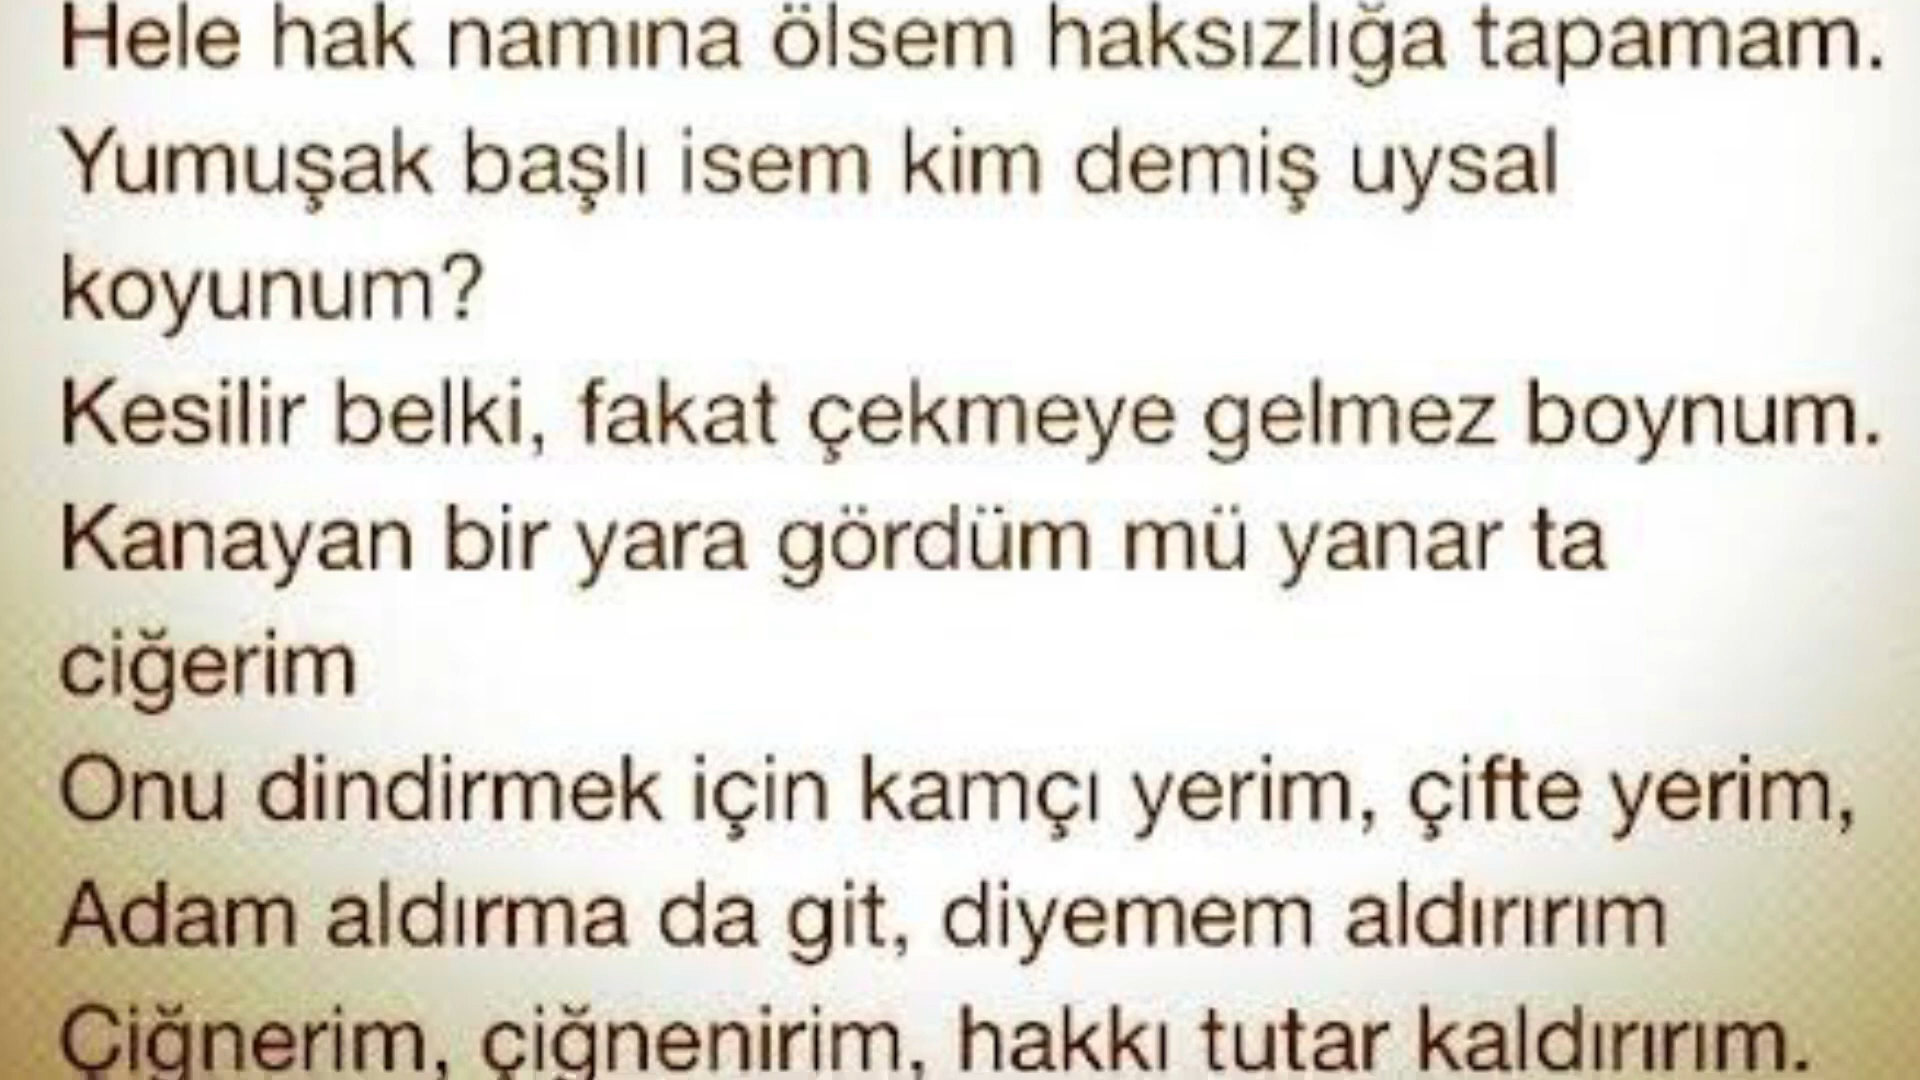 Hele hak namına ölsem haksızlığa tapamam.
Yumuşak başlı isem kim demiş uysal
koyunum?
Kesilir belki, fakat çekmeye gelmez boynum.
Kanayan bir yara gördüm mü yanar ta
ciğerim
Onu dindirmek için kamçı yerim, çifte yerim,
Adam aldırma da git, diyemem aldırırım
Çiğnerim, çiğnenirim, hakkı tutar kaldırırım.